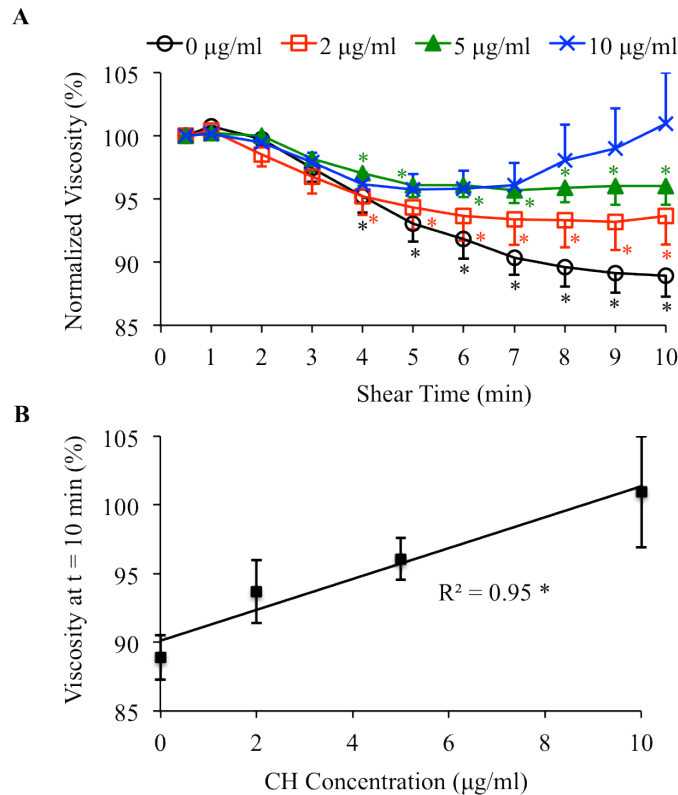 A
0 µg/ml 2 µg/ml 5 µg/ml 10 µg/ml
Normalized Viscosity (%)
105
100
95
90
85
* * * * * * *
* * * * * * *
* * * * * * *
0 1 2 3 4 5 6 7 8 9 10
Shear Time (min)
B
Viscosity at t = 10 min (%)
105
100
95
90
85
R² = 0.95 *
0 2 4 6 8 10
CH Concentration (µg/ml)